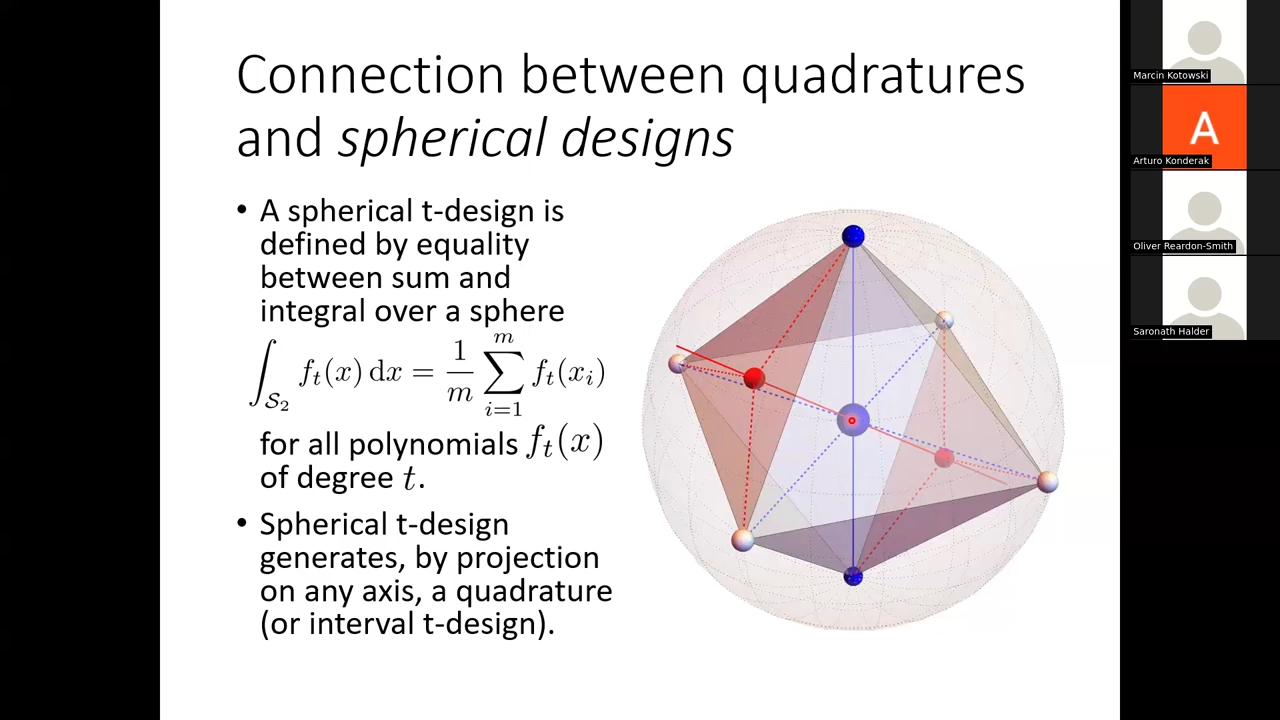 Connection between quadratures
and spherical designs
• A spherical t-design is
defined by equality
between sum and
integral over a sphere
∫_{𝒮₂} f_t(x) dx = 1/m ∑_{i=1}^{m} f_t(x_i)
for all polynomials f_t(x)
of degree t.
• Spherical t-design
generates, by projection
on any axis, a quadrature
(or interval t-design).
Marcin Kotowski
A
Arturo Konderak
Oliver Reardon-Smith
Saronath Halder